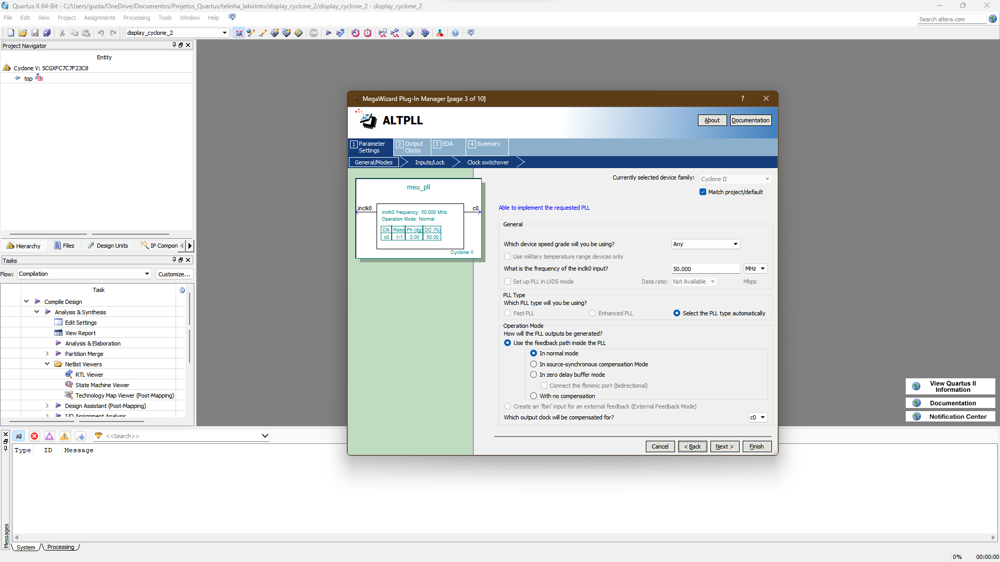 Quartus II 64-Bit - C:/Users/gusta/OneDrive/Documentos/Projetos_Quartus/telinha_labirinto/display_cyclone_2/display_cyclone_2 - display_cyclone_2
File Edit View Project Assignments Processing Tools Window Help
Search altera.com
display_cyclone_2
STOP
Project Navigator
Entity
Cyclone V: 5CGXFC7C7F23C8
top
Hierarchy Files Design Units IP Compon
Tasks
Flow: Compilation Customize...
Task
Compile Design
Analysis & Synthesis
Edit Settings
View Report
Analysis & Elaboration
Partition Merge
Netlist Viewers
RTL Viewer
State Machine Viewer
Technology Map Viewer (Post-Mapping)
Design Assistant (Post-Mapping)
I/O Assignment Analysis
MegaWizard Plug-In Manager [page 3 of 10]
?
ALTPLL
About Documentation
1 Parameter Settings
2 Output Clocks
3 EDA
4 Summary
General/Modes Inputs/Lock Clock switchover
meu_pll
inclk0 c0
inclk0 frequency: 50.000 MHz
Operation Mode: Normal
Clk Ratio Ph (dg) DC (%)
c0 1/1 0.00 50.00
Cyclone II
Currently selected device family: Cyclone II
Match project/default
Able to implement the requested PLL
General
Which device speed grade will you be using? Any
Use military temperature range devices only
What is the frequency of the inclk0 input? 50.000 MHz
Set up PLL in LVDS mode Data rate: Not Available Mbps
PLL Type
Which PLL type will you be using?
Fast PLL Enhanced PLL Select the PLL type automatically
Operation Mode
How will the PLL outputs be generated?
Use the feedback path inside the PLL
In normal mode
In source-synchronous compensation Mode
In zero delay buffer mode
Connect the fbmimic port (bidirectional)
With no compensation
Create an 'fbin' input for an external feedback (External Feedback Mode)
Which output clock will be compensated for? c0
Cancel < Back Next > Finish
View Quartus II Information
Documentation
Notification Center
All <<Search>>
Type ID Message
Messages
System Processing
0% 00:00:00